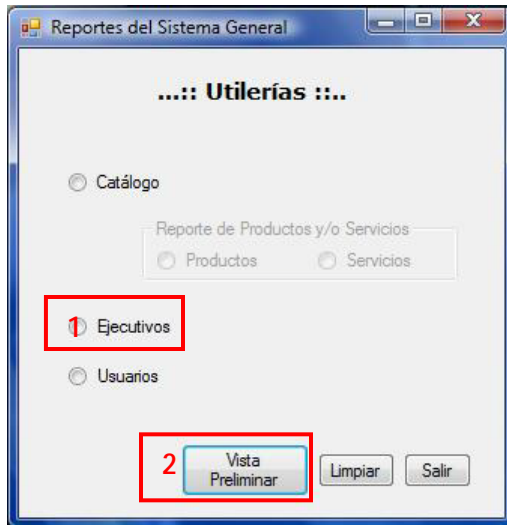 Reportes del Sistema General
...:: Utilerías ::..
Catálogo
Reporte de Productos y/o Servicios
Productos Servicios
1 Ejecutivos
Usuarios
2 Vista
Preliminar
Limpiar Salir